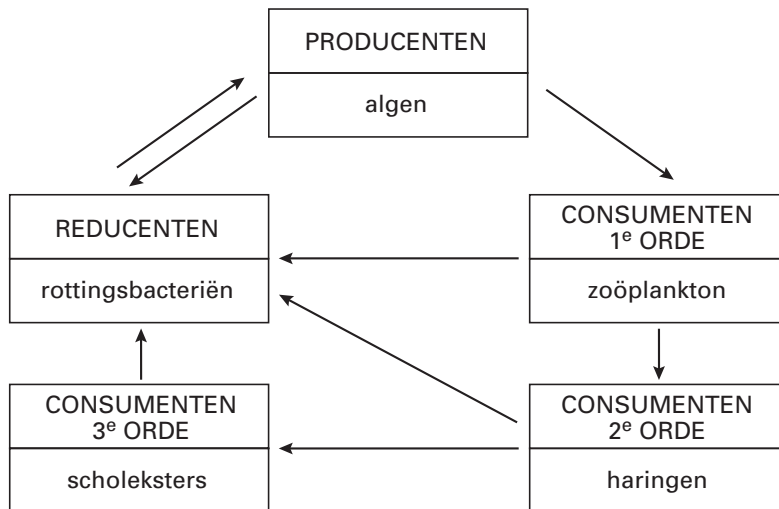 PRODUCENTEN
algen
REDUCENTEN
rottingsbacteriën
CONSUMENTEN
1e ORDE
zoöplankton
CONSUMENTEN
3e ORDE
scholeksters
CONSUMENTEN
2e ORDE
haringen